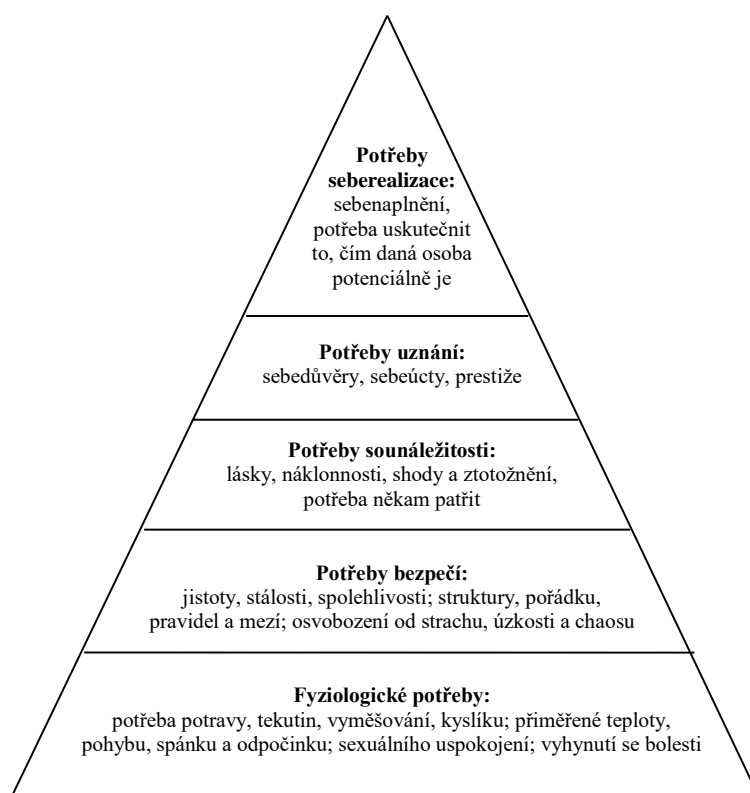 Potřeby
seberealizace:
sebenaplnění,
potřeba uskutečnit
to, čím daná osoba
potenciálně je
Potřeby uznání:
sebedůvěry, sebeúcty, prestiže
Potřeby sounáležitosti:
lásky, náklonnosti, shody a ztotožnění,
potřeba někam patřit
Potřeby bezpečí:
jistoty, stálosti, spolehlivosti; struktury, pořádku,
pravidel a mezí; osvobození od strachu, úzkosti a chaosu
Fyziologické potřeby:
potřeba potravy, tekutin, vyměšování, kyslíku; přiměřené teploty,
pohybu, spánku a odpočinku; sexuálního uspokojení; vyhynutí se bolesti